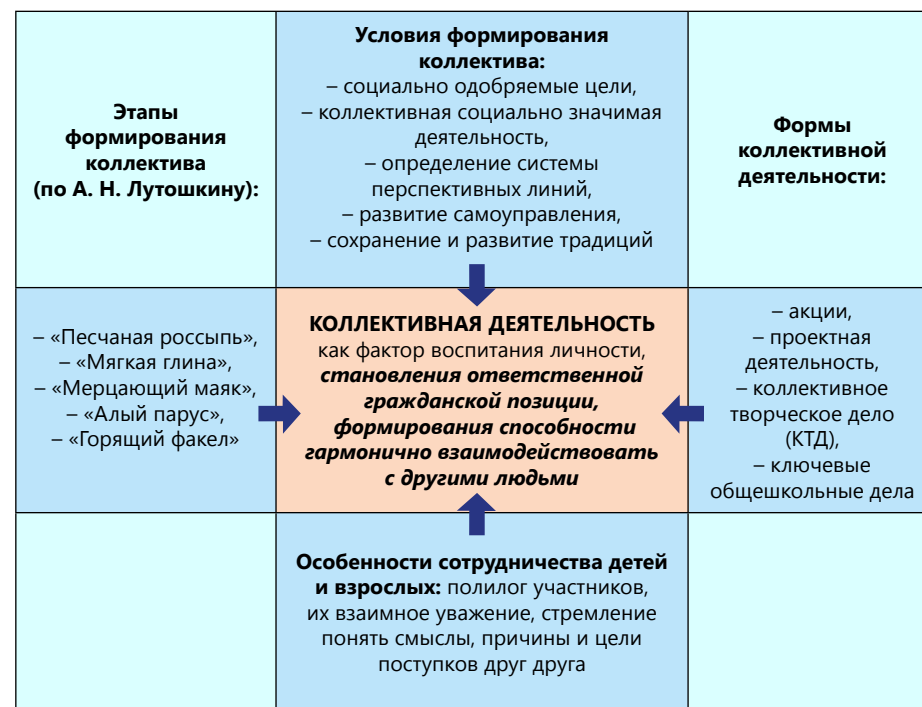 Этапы
формирования
коллектива
(по А. Н. Лутошкину):
Условия формирования
коллектива:
– социально одобряемые цели,
– коллективная социально значимая
деятельность,
– определение системы
перспективных линий,
– развитие самоуправления,
– сохранение и развитие традиций
Формы
коллективной
деятельности:
– «Песчаная россыпь»,
– «Мягкая глина»,
– «Мерцающий маяк»,
– «Алый парус»,
– «Горящий факел»
КОЛЛЕКТИВНАЯ ДЕЯТЕЛЬНОСТЬ
как фактор воспитания личности,
становления ответственной
гражданской позиции,
формирования способности
гармонично взаимодействовать
с другими людьми
– акции,
– проектная
деятельность,
– коллективное
творческое дело
(КТД),
– ключевые
общешкольные дела
Особенности сотрудничества детей
и взрослых: полилог участников,
их взаимное уважение, стремление
понять смыслы, причины и цели
поступков друг друга